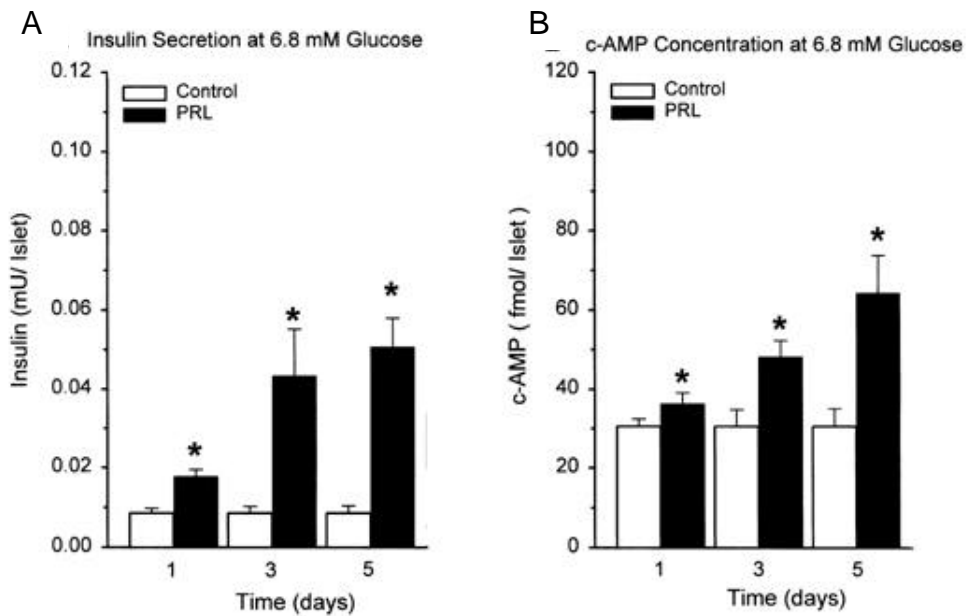 A
Insulin Secretion at 6.8 mM Glucose
0.12
0.10
0.08
0.06
0.04
0.02
0.00
Insulin (mU/ Islet)
Control
PRL
*
*
*
1 3 5
Time (days)
B
c-AMP Concentration at 6.8 mM Glucose
120
100
80
60
40
20
0
c-AMP ( fmol/ Islet )
Control
PRL
*
*
*
1 3 5
Time (days)